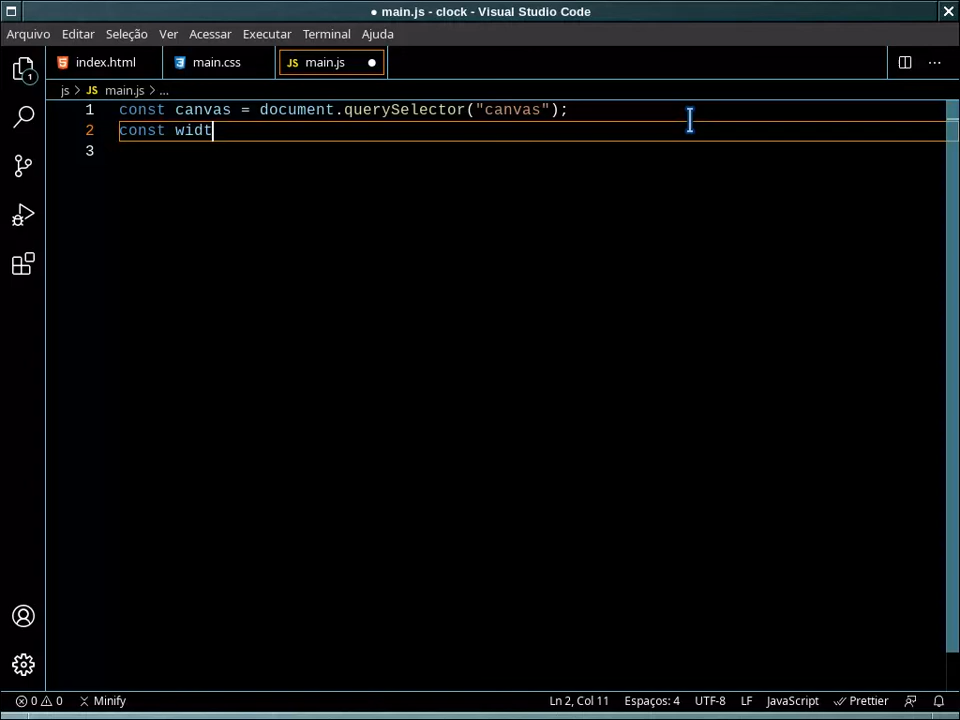 ● main.js - clock - Visual Studio Code
Arquivo Editar Seleção Ver Acessar Executar Terminal Ajuda
index.html main.css JS main.js ●
js > JS main.js > ...
1 const canvas = document.querySelector("canvas");
2 const widt
3
1
0 0 Minify Ln 2, Col 11 Espaços: 4 UTF-8 LF JavaScript Prettier